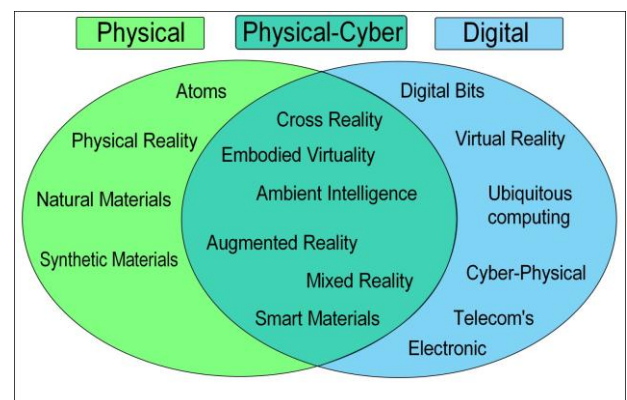 Physical
Physical-Cyber
Digital
Atoms
Physical Reality
Natural Materials
Synthetic Materials
Cross Reality
Embodied Virtuality
Ambient Intelligence
Augmented Reality
Mixed Reality
Smart Materials
Digital Bits
Virtual Reality
Ubiquitous
computing
Cyber-Physical
Telecom's
Electronic